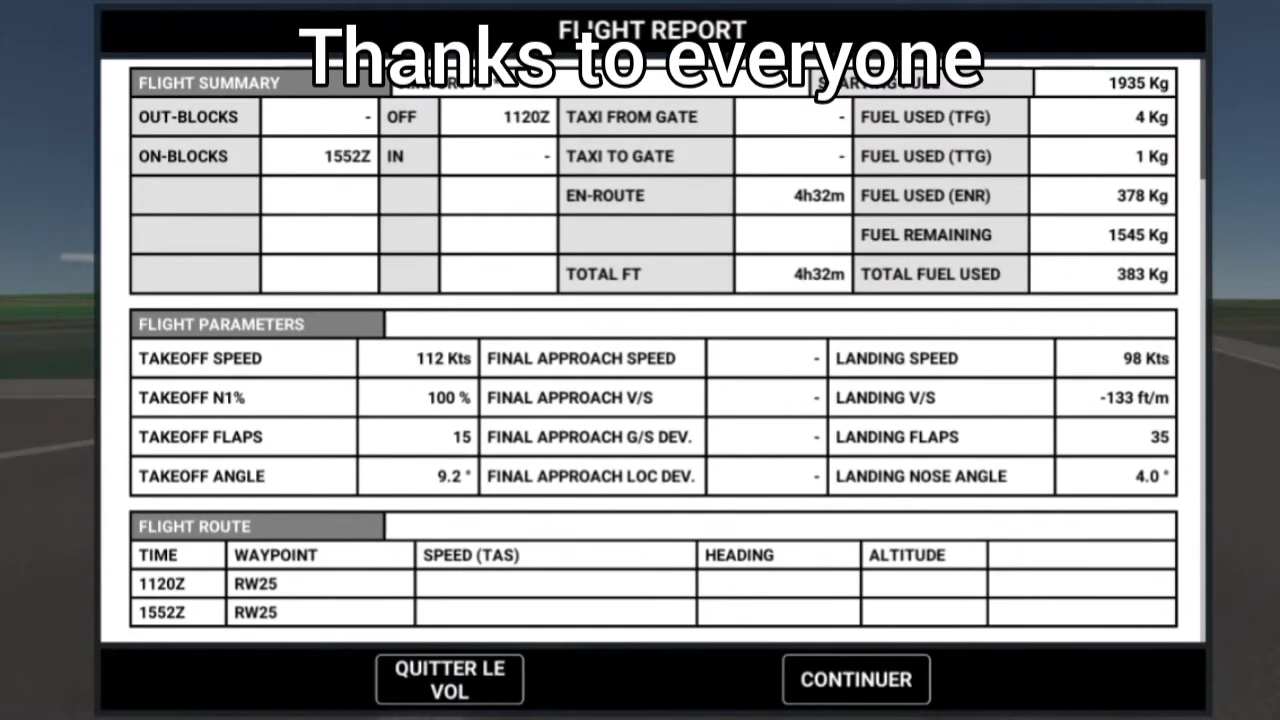 FLIGHT REPORT
Thanks to everyone
FLIGHT SUMMARY 1935 Kg
OUT-BLOCKS - OFF 1120Z TAXI FROM GATE - FUEL USED (TFG) 4 Kg
ON-BLOCKS 1552Z IN - TAXI TO GATE - FUEL USED (TTG) 1 Kg
EN-ROUTE 4h32m FUEL USED (ENR) 378 Kg
FUEL REMAINING 1545 Kg
TOTAL FT 4h32m TOTAL FUEL USED 383 Kg
FLIGHT PARAMETERS
TAKEOFF SPEED 112 Kts FINAL APPROACH SPEED - LANDING SPEED 98 Kts
TAKEOFF N1% 100 % FINAL APPROACH V/S - LANDING V/S -133 ft/m
TAKEOFF FLAPS 15 FINAL APPROACH G/S DEV. - LANDING FLAPS 35
TAKEOFF ANGLE 9.2 ° FINAL APPROACH LOC DEV. - LANDING NOSE ANGLE 4.0 °
FLIGHT ROUTE
TIME WAYPOINT SPEED (TAS) HEADING ALTITUDE
1120Z RW25
1552Z RW25
QUITTER LE
VOL
CONTINUER